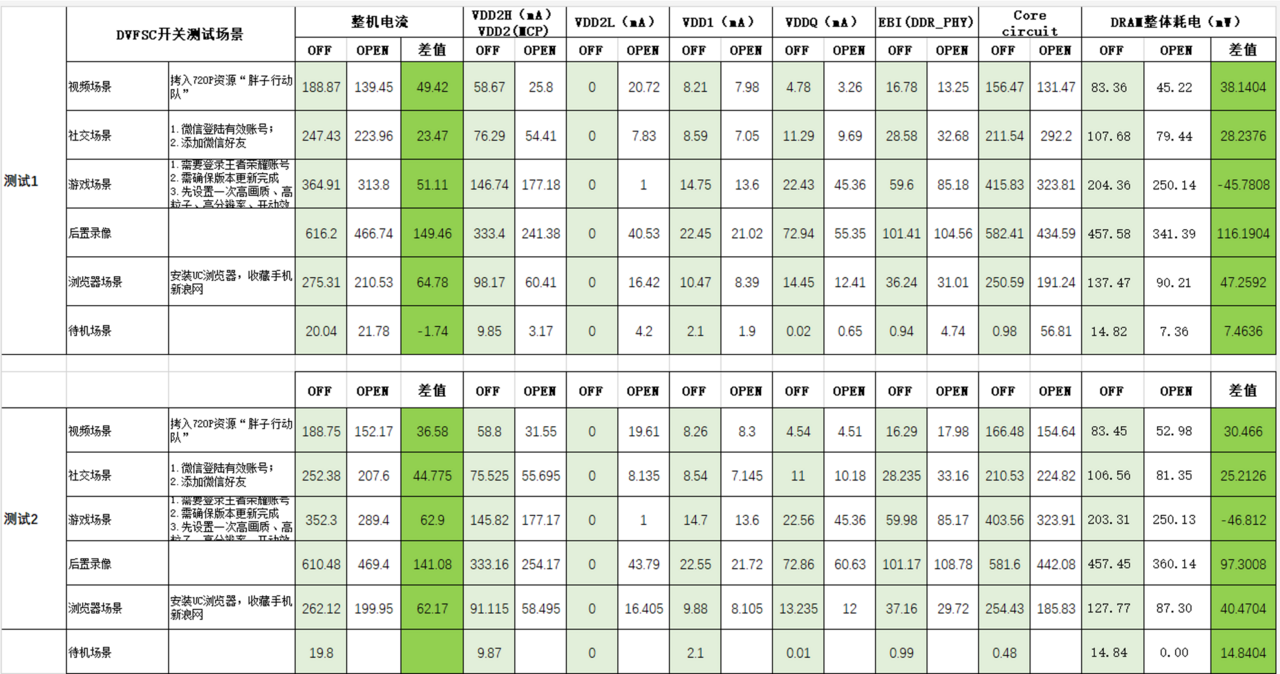 DVFSC开关测试场景 整机电流 VDD2H (mA) VDD2(MCP) VDD2L (mA) VDD1 (mA) VDDQ (mA) EBI(DDR_PHY) Core circuit DRAM整体耗电 (mW)
OFF OPEN 差值 OFF OPEN OFF OPEN OFF OPEN OFF OPEN OFF OPEN OFF OPEN OFF OPEN 差值
测试1
视频场景 拷入720P资源“胖子行动队” 188.87 139.45 49.42 58.67 25.8 0 20.72 8.21 7.98 4.78 3.26 16.78 13.25 156.47 131.47 83.36 45.22 38.1404
社交场景 1.微信登陆有效账号; 2.添加微信好友 247.43 223.96 23.47 76.29 54.41 0 7.83 8.59 7.05 11.29 9.69 28.58 32.68 211.54 292.2 107.68 79.44 28.2376
游戏场景 1.需要登录王者荣耀账号 2.需确保版本更新完成 3.先设置一次高画质、高粒子、高分辨率、开动效 364.91 313.8 51.11 146.74 177.18 0 1 14.75 13.6 22.43 45.36 59.6 85.18 415.83 323.81 204.36 250.14 -45.7808
后置录像 616.2 466.74 149.46 333.4 241.38 0 40.53 22.45 21.02 72.94 55.35 101.41 104.56 582.41 434.59 457.58 341.39 116.1904
浏览器场景 安装UC浏览器，收藏手机新浪网 275.31 210.53 64.78 98.17 60.41 0 16.42 10.47 8.39 14.45 12.41 36.24 31.01 250.59 191.24 137.47 90.21 47.2592
待机场景 20.04 21.78 -1.74 9.85 3.17 0 4.2 2.1 1.9 0.02 0.65 0.94 4.74 0.98 56.81 14.82 7.36 7.4636
OFF OPEN 差值 OFF OPEN OFF OPEN OFF OPEN OFF OPEN OFF OPEN OFF OPEN OFF OPEN 差值
测试2
视频场景 拷入720P资源“胖子行动队” 188.75 152.17 36.58 58.8 31.55 0 19.61 8.26 8.3 4.54 4.51 16.29 17.98 166.48 154.64 83.45 52.98 30.466
社交场景 1.微信登陆有效账号; 2.添加微信好友 252.38 207.6 44.775 75.525 55.695 0 8.135 8.54 7.145 11 10.18 28.235 33.16 210.53 224.82 106.56 81.35 25.2126
游戏场景 1.需要登录王者荣耀账号 2.需确保版本更新完成 3.先设置一次高画质、高粒子、高分辨率、开动效 352.3 289.4 62.9 145.82 177.17 0 1 14.7 13.6 22.56 45.36 59.98 85.17 403.56 323.91 203.31 250.13 -46.812
后置录像 610.48 469.4 141.08 333.16 254.17 0 43.79 22.55 21.72 72.86 60.63 101.17 108.78 581.6 442.08 457.45 360.14 97.3008
浏览器场景 安装UC浏览器，收藏手机新浪网 262.12 199.95 62.17 91.115 58.495 0 16.405 9.88 8.105 13.235 12 37.16 29.72 254.43 185.83 127.77 87.30 40.4704
待机场景 19.8 9.87 0 2.1 0.01 0.99 0.48 14.84 0.00 14.8404